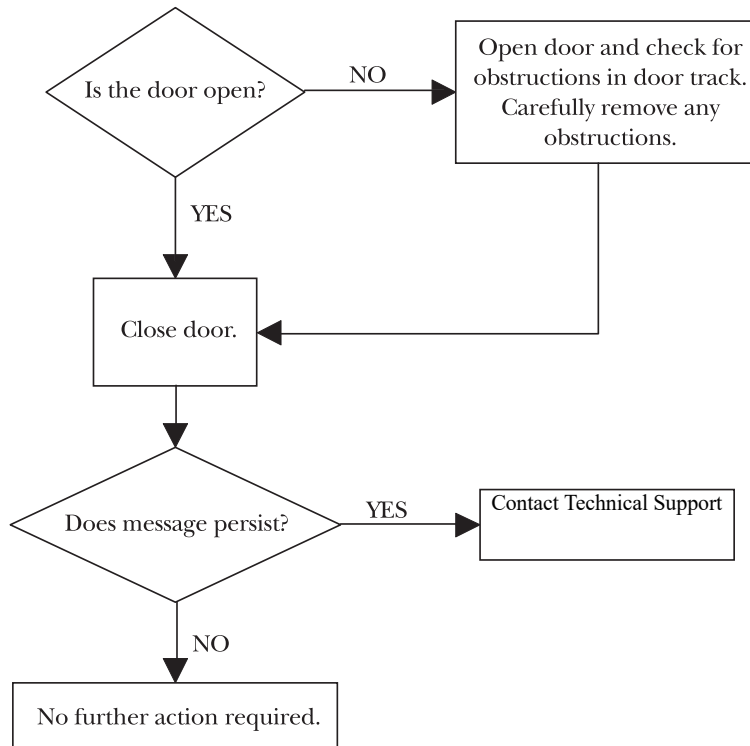 Is the door open?
NO
Open door and check for
obstructions in door track.
Carefully remove any
obstructions.
YES
Close door.
Does message persist?
YES
Contact Technical Support
NO
No further action required.